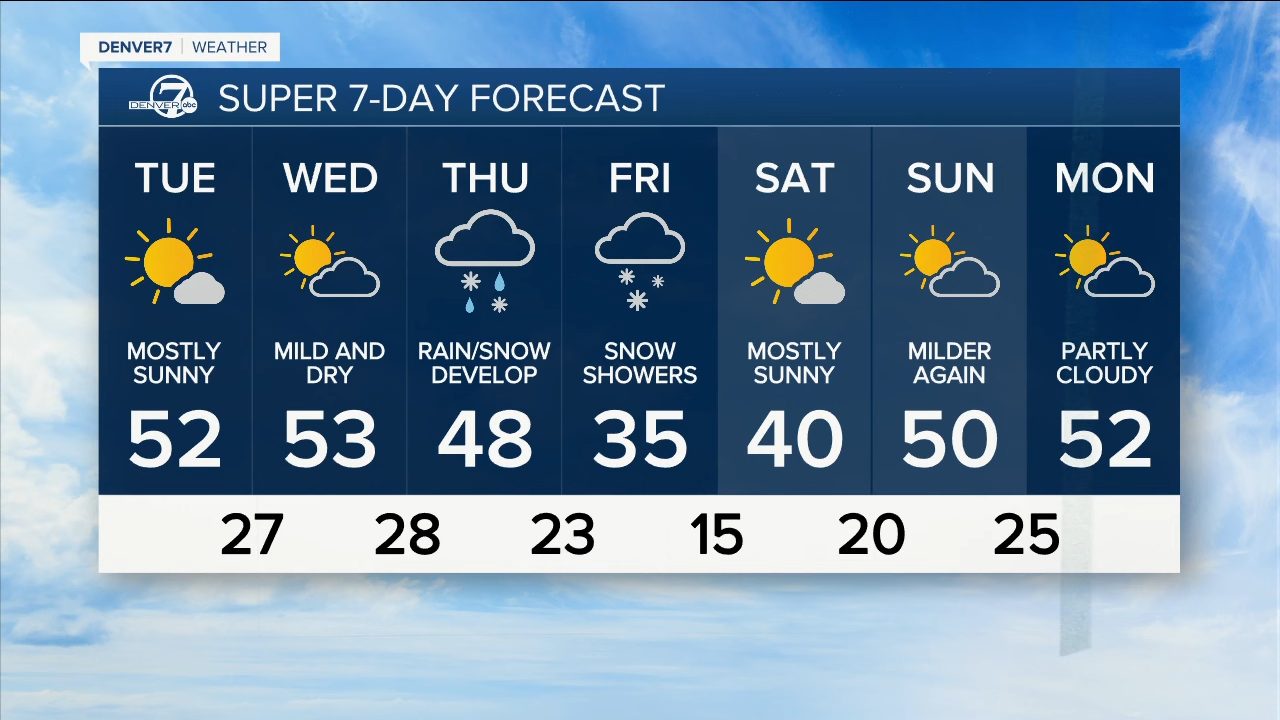 DENVER7 | WEATHER
DENVER 7 abc
SUPER 7-DAY FORECAST
TUE WED THU FRI SAT SUN MON
MOSTLY SUNNY
MILD AND DRY
RAIN/SNOW DEVELOP
SNOW SHOWERS
MOSTLY SUNNY
MILDER AGAIN
PARTLY CLOUDY
52 53 48 35 40 50 52
27 28 23 15 20 25